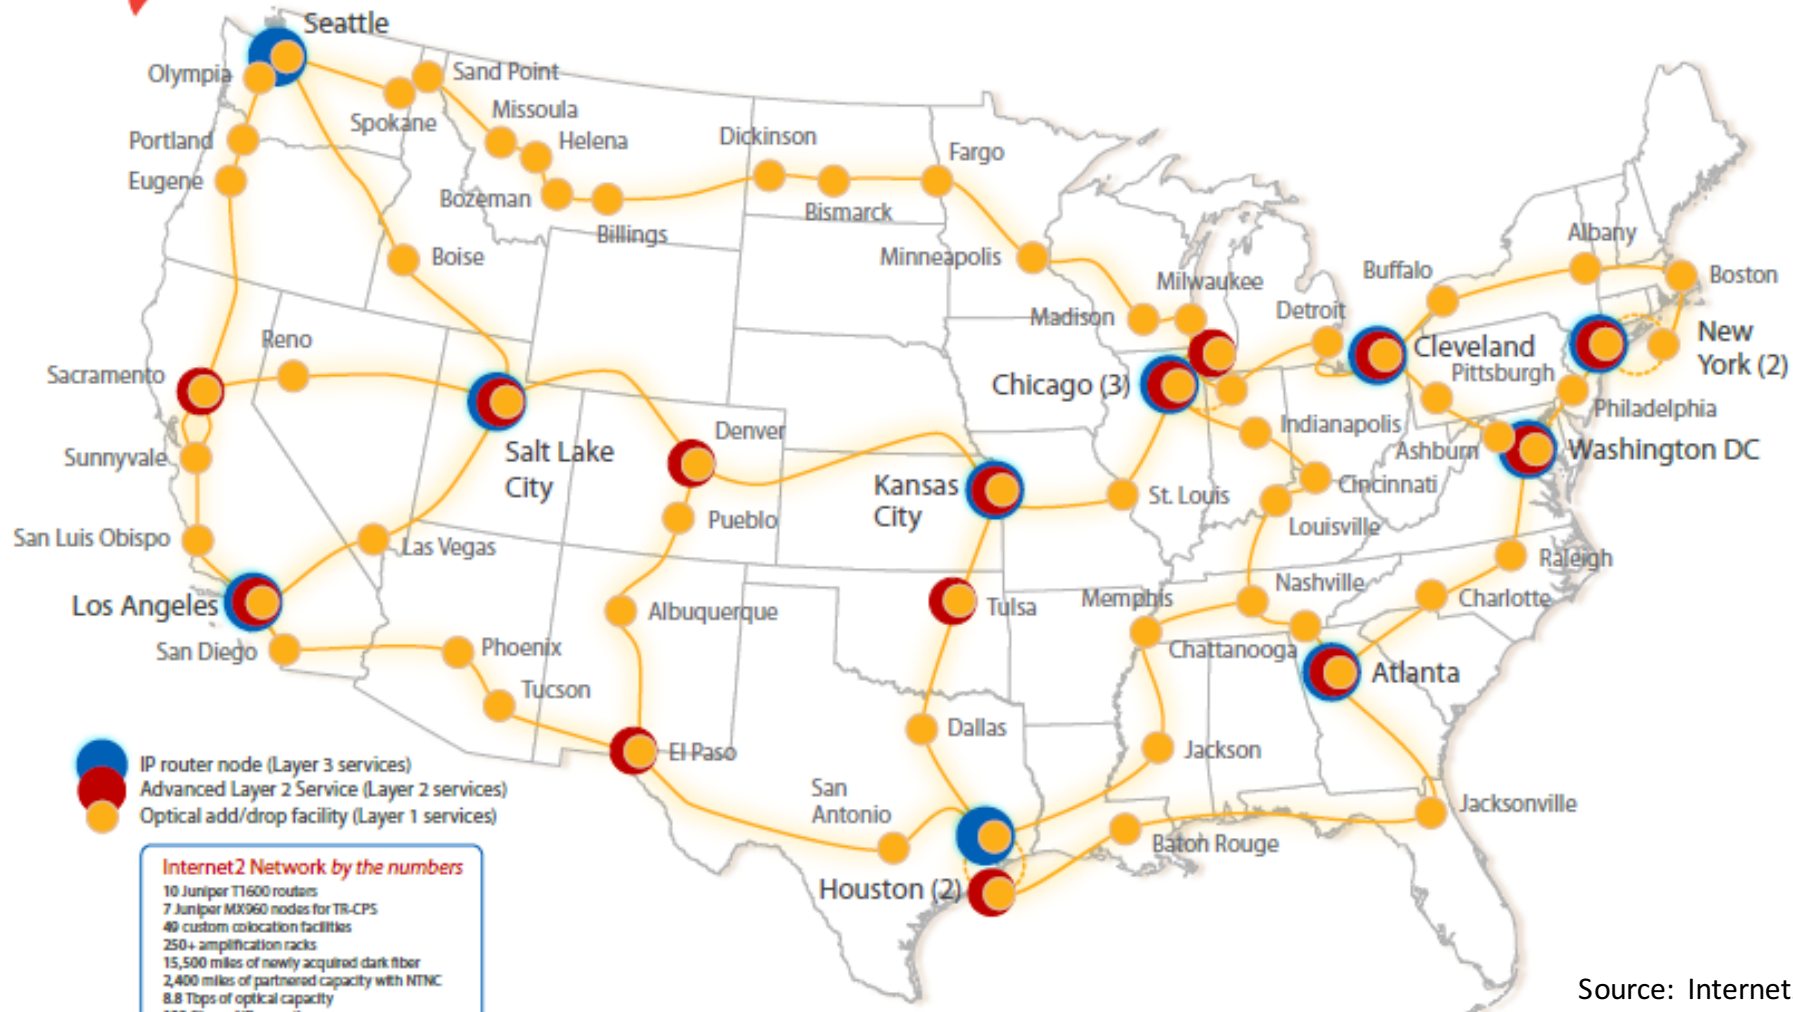 Seattle
Olympia
Sand Point
Spokane
Missoula
Portland
Helena
Eugene
Bozeman
Billings
Dickinson
Bismarck
Fargo
Boise
Minneapolis
Milwaukee
Madison
Detroit
Buffalo
Albany
Boston
Reno
Sacramento
Chicago (3)
Cleveland
Pittsburgh
New
York (2)
Philadelphia
Indianapolis
Ashburn
Washington DC
Salt Lake
City
Denver
Sunnyvale
Kansas
City
St. Louis
Cincinnati
Louisville
Pueblo
San Luis Obispo
Las Vegas
Raleigh
Nashville
Charlotte
Los Angeles
Albuquerque
Tulsa
Memphis
San Diego
Phoenix
Chattanooga
Atlanta
Tucson
Dallas
Jackson
El Paso
San
Antonio
Jacksonville
Baton Rouge
Houston (2)
IP router node (Layer 3 services)
Advanced Layer 2 Service (Layer 2 services)
Optical add/drop facility (Layer 1 services)
Internet2 Network by the numbers
10 Juniper T1600 routers
7 Juniper MX960 nodes for TR-CPS
49 custom colocation facilities
250+ amplification racks
15,500 miles of newly acquired dark fiber
2,400 miles of partnered capacity with NTNC
8.8 Tbps of optical capacity
Source: Internet